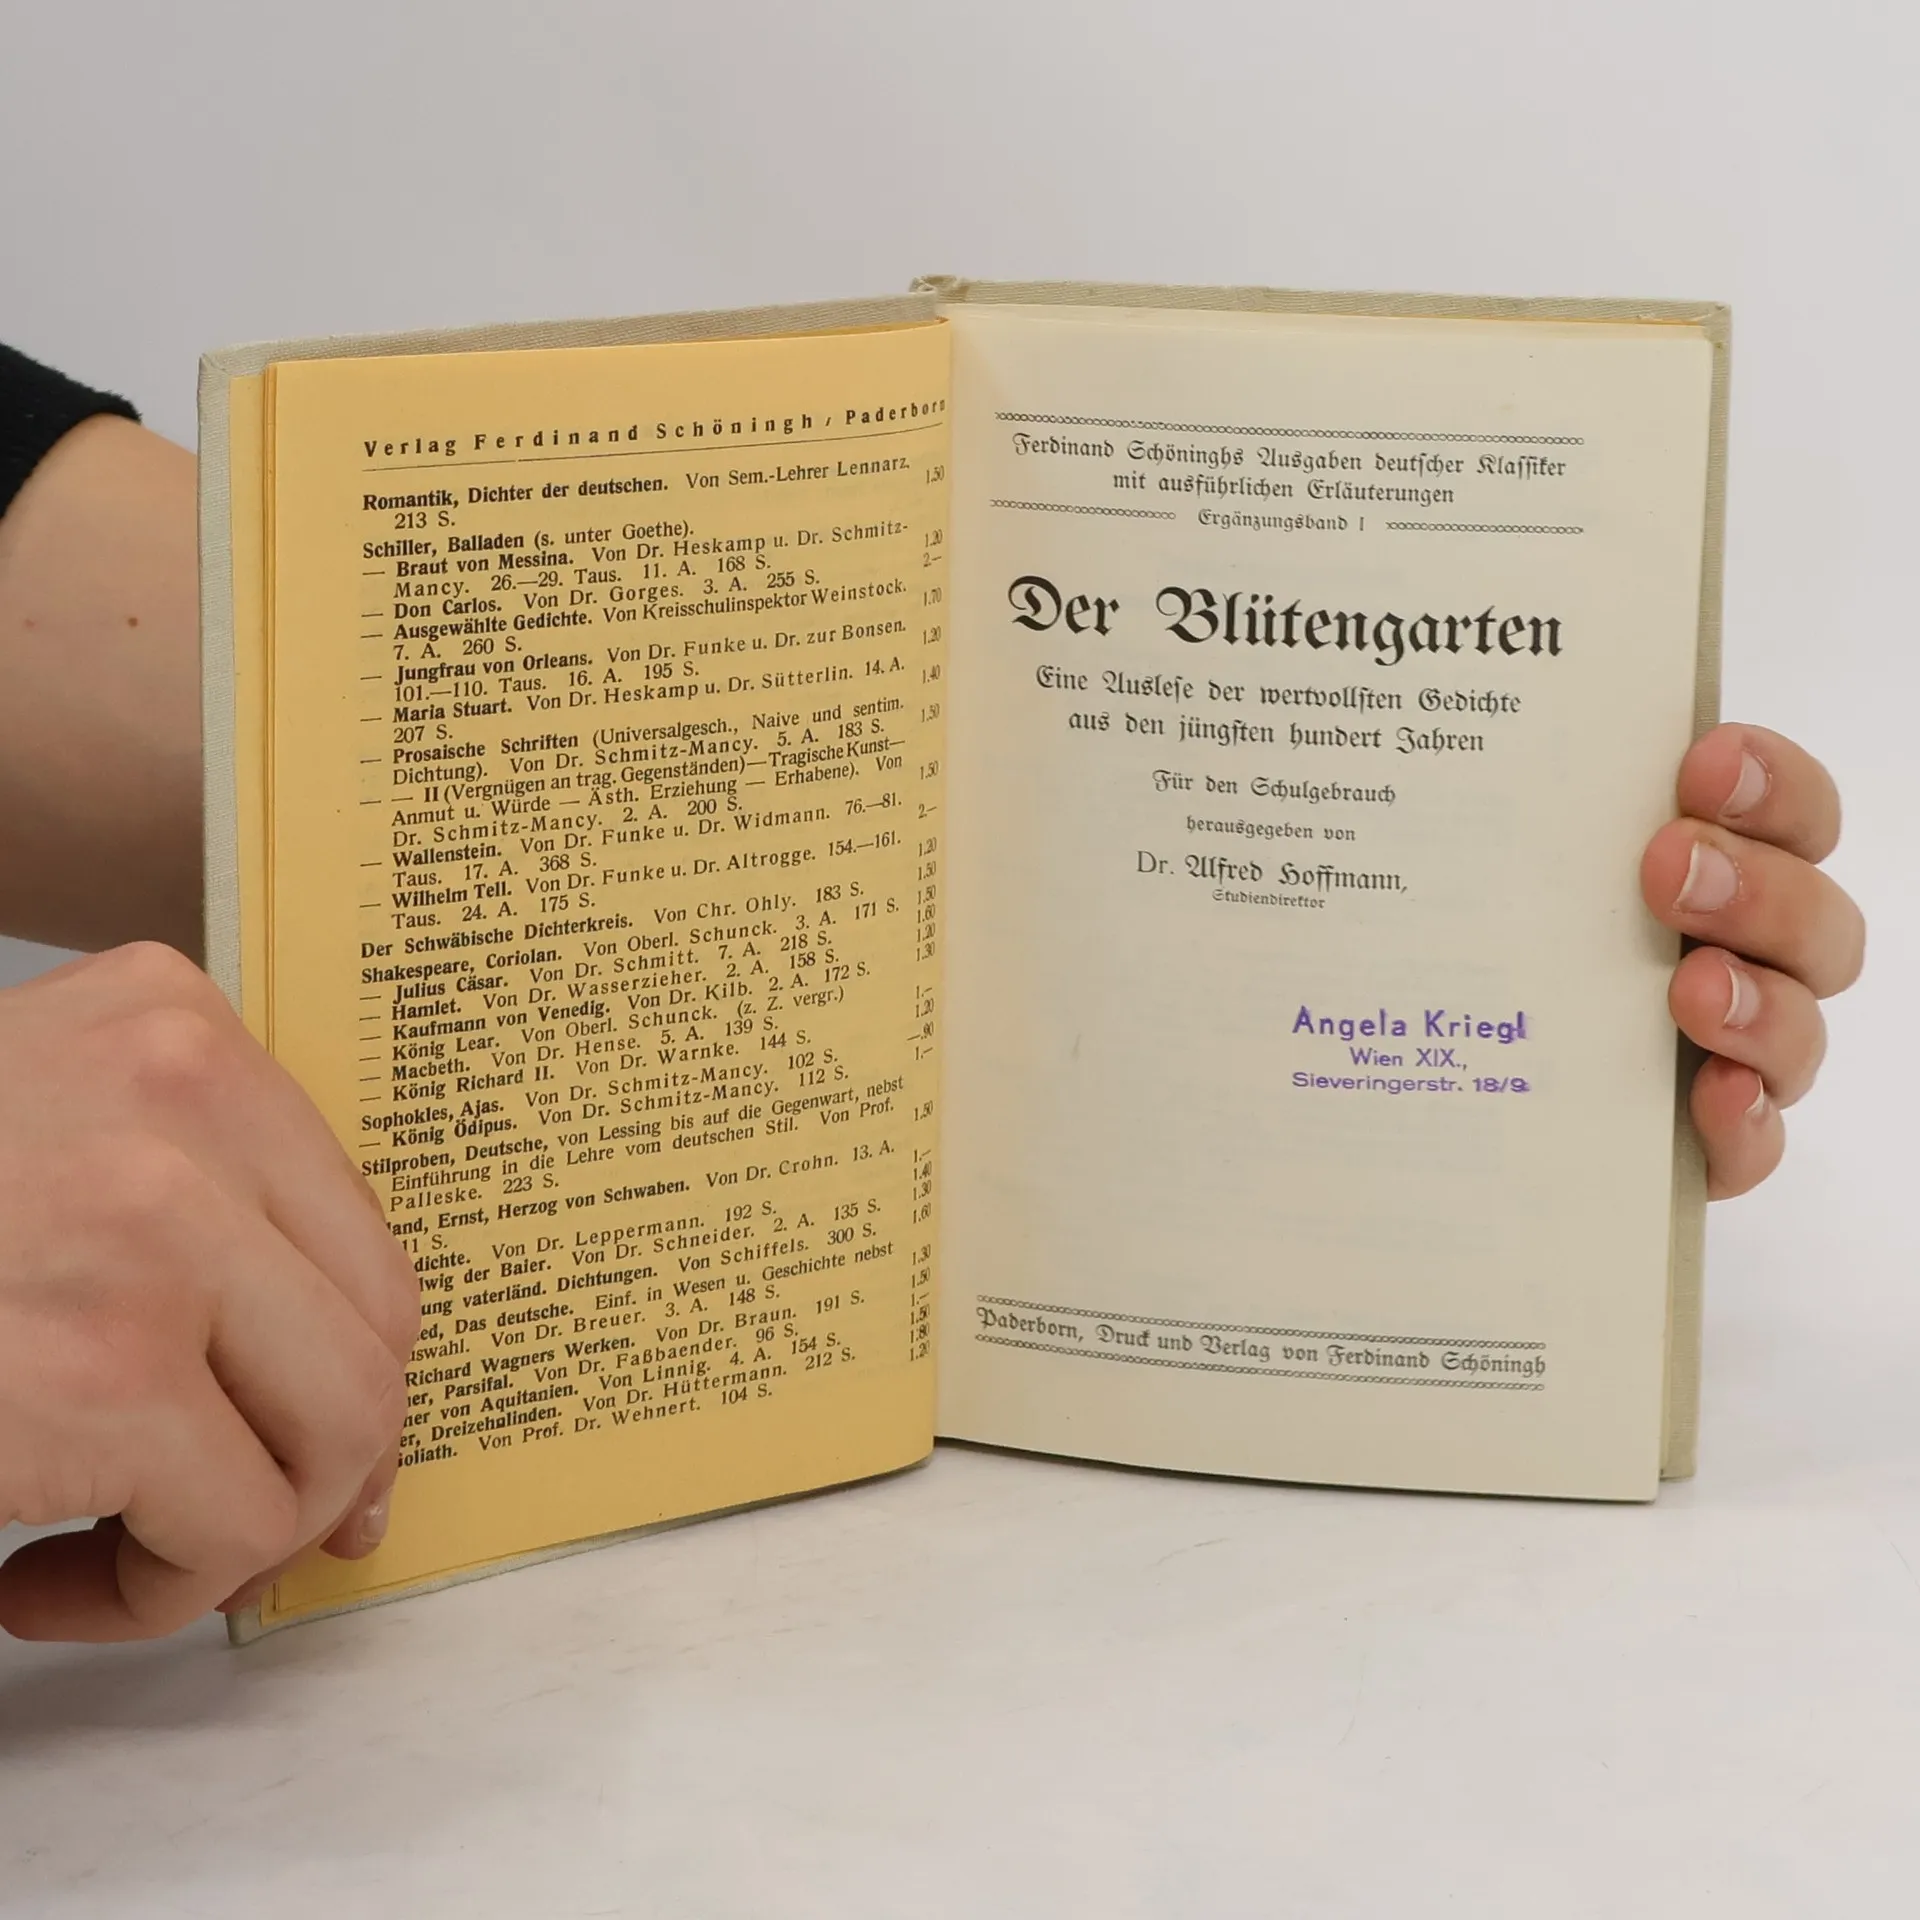 Verlag Ferdinand Schöningh / Paderborn
Romantik, Dichter der deutschen. Von Sem.-Lehrer Lennarz.
213 S. 1.50
Schiller, Balladen (s. unter Goethe).
— Braut von Messina. Von Dr. Heskamp u. Dr. Schmitz-
Mancy. 26.—29. Taus. 11. A. 168 S. 1.20
— Don Carlos. Von Dr. Gorges. 3. A. 255 S. 2.—
— Ausgewählte Gedichte. Von Kreisschulinspektor Weinstock.
7. A. 260 S. 1.70
— Jungfrau von Orleans. Von Dr. Funke u. Dr. zur Bonsen.
101.—110. Taus. 16. A. 195 S. 1.20
— Maria Stuart. Von Dr. Heskamp u. Dr. Sütterlin. 14. A.
207 S. 1.40
— Prosaische Schriften (Universalgesch., Naive und sentim.
Dichtung). Von Dr. Schmitz-Mancy. 5. A. 183 S. 1.50
— — II (Vergnügen an trag. Gegenständen)—Tragische Kunst—
Anmut u. Würde — Ästh. Erziehung — Erhabene). Von
Dr. Schmitz-Mancy. 2. A. 200 S. 1.50
— Wallenstein. Von Dr. Funke u. Dr. Widmann. 76.—81.
Taus. 17. A. 368 S. 2.—
— Wilhelm Tell. Von Dr. Funke u. Dr. Altrogge. 154.—161.
Taus. 24. A. 175 S. 1.20
Der Schwäbische Dichterkreis. Von Chr. Ohly. 183 S. 1.50
Shakespeare, Coriolan. Von Oberl. Schunck. 3. A. 171 S. 1.50
— Julius Cäsar. Von Dr. Schmitt. 7. A. 218 S. 1.60
— Hamlet. Von Dr. Wasserzieher. 2. A. 158 S. 1.20
— Kaufmann von Venedig. Von Dr. Kilb. 2. A. 172 S. 1.30
— König Lear. Von Oberl. Schunck. (z. Z. vergr.)
— Macbeth. Von Dr. Hense. 5. A. 139 S. 1.—
— König Richard II. Von Dr. Warnke. 144 S. 1.20
Sophokles, Ajas. Von Dr. Schmitz-Mancy. 102 S. —.90
— König Ödipus. Von Dr. Schmitz-Mancy. 112 S. 1.—
Stilproben, Deutsche, von Lessing bis auf die Gegenwart, nebst
Einführung in die Lehre vom deutschen Stil. Von Prof.
Palleske. 223 S. 1.50
land, Ernst, Herzog von Schwaben. Von Dr. Crohn. 13. A.
11 S. 1.—
dichte. Von Dr. Leppermann. 192 S. 1.40
lwig der Baier. Von Dr. Schneider. 2. A. 135 S. 1.30
ung vaterländ. Dichtungen. Von Schiffels. 300 S. 1.60
ed, Das deutsche. Einf. in Wesen u. Geschichte nebst
uswahl. Von Dr. Breuer. 3. A. 148 S. 1.30
Richard Wagners Werken. Von Dr. Braun. 191 S. 1.50
ner, Parsifal. Von Dr. Faßbaender. 96 S. 1.—
her von Aquitanien. Von Linnig. 4. A. 154 S. 1.50
er, Dreizehnlinden. Von Dr. Hüttermann. 212 S. 1.80
Goliath. Von Prof. Dr. Wehnert. 104 S. 1.20
Ferdinand Schöninghs Ausgaben deutscher Klassiker
mit ausführlichen Erläuterungen
Ergänzungsband I
Der Blütengarten
Eine Auslese der wertvollsten Gedichte
aus den jüngsten hundert Jahren
Für den Schulgebrauch
herausgegeben von
Dr. Alfred Hoffmann,
Studiendirektor
Angela Kriegl
Wien XIX.,
Sieveringerstr. 18/9
Paderborn, Druck und Verlag von Ferdinand Schöningh